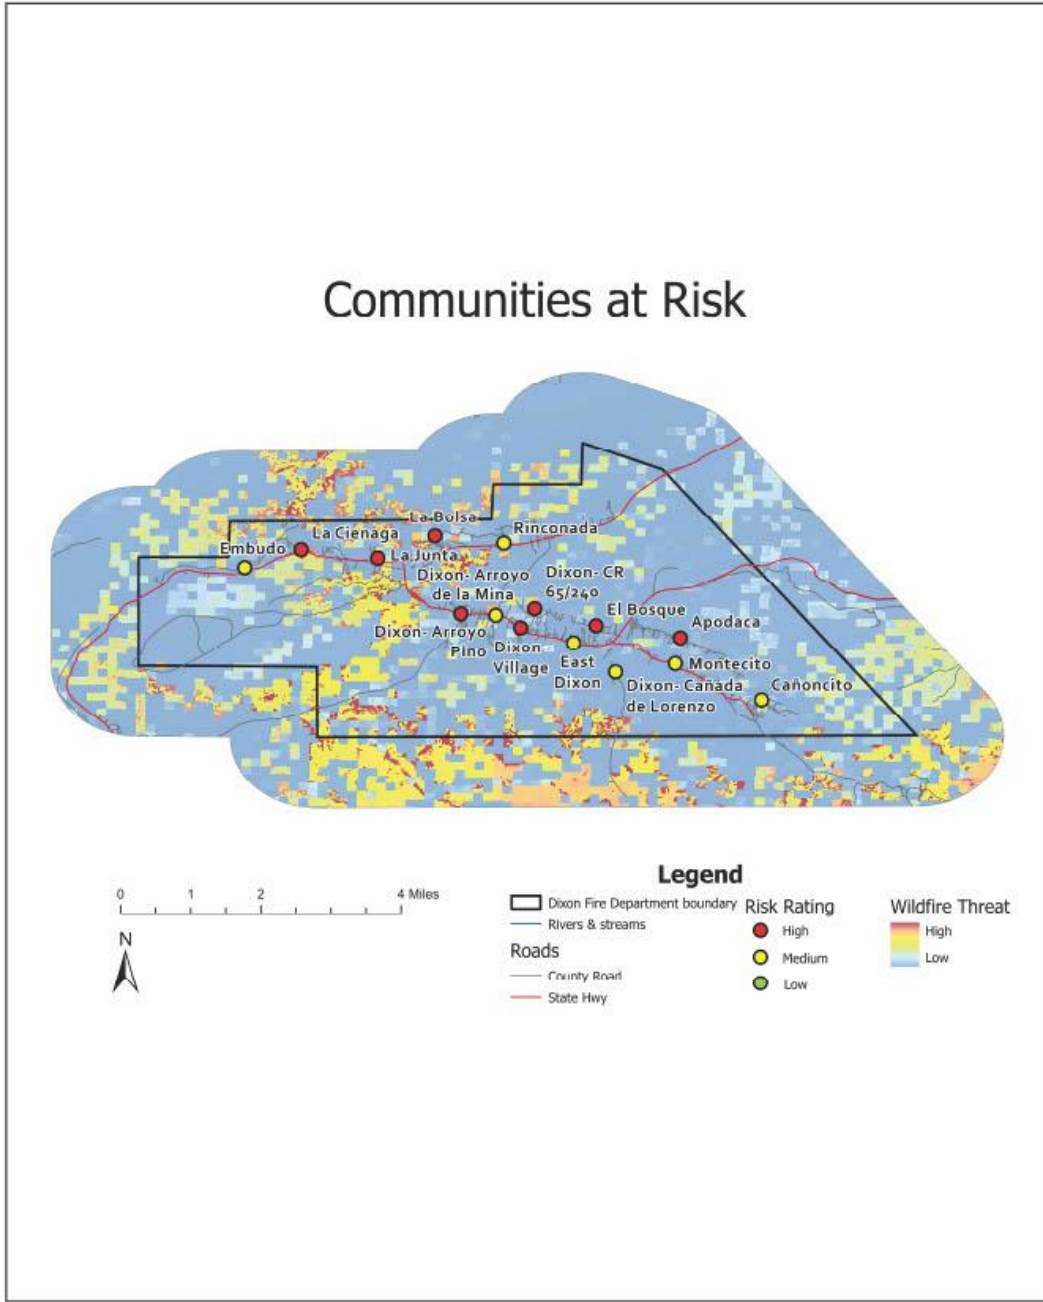 Communities at Risk
La Bolsa
La Cienaga
Rinconada
Embudo
La Junta
Dixon- Arroyo
de la Mina
Dixon- CR
65/240
El Bosque
Apodaca
Dixon- Arroyo
Pino
Dixon
Village
East
Dixon
Montecito
Dixon- Cañada
de Lorenzo
Cañoncito
0 1 2 4 Miles
N
Legend
Dixon Fire Department boundary
Rivers & streams
Roads
County Road
State Hwy
Risk Rating
High
Medium
Low
Wildfire Threat
High
Low